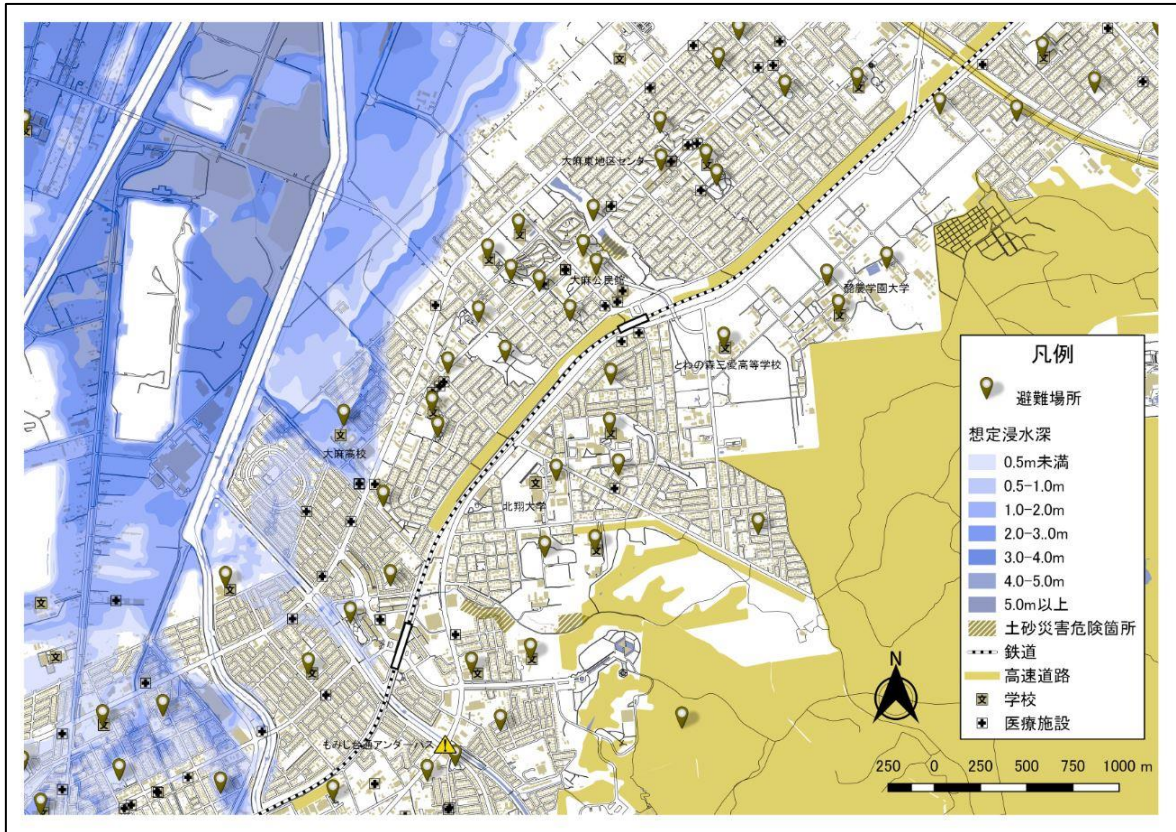 大麻東地区センター
大麻公民館
酪農学園大学
とわの森三愛高等学校
大麻高校
北翔大学
もみじ台西アンダーパス
凡例
避難場所
想定浸水深
0.5m未満
0.5-1.0m
1.0-2.0m
2.0-3..0m
3.0-4.0m
4.0-5.0m
5.0m以上
土砂災害危険箇所
鉄道
高速道路
文 学校
医療施設
N
250 0 250 500 750 1000 m